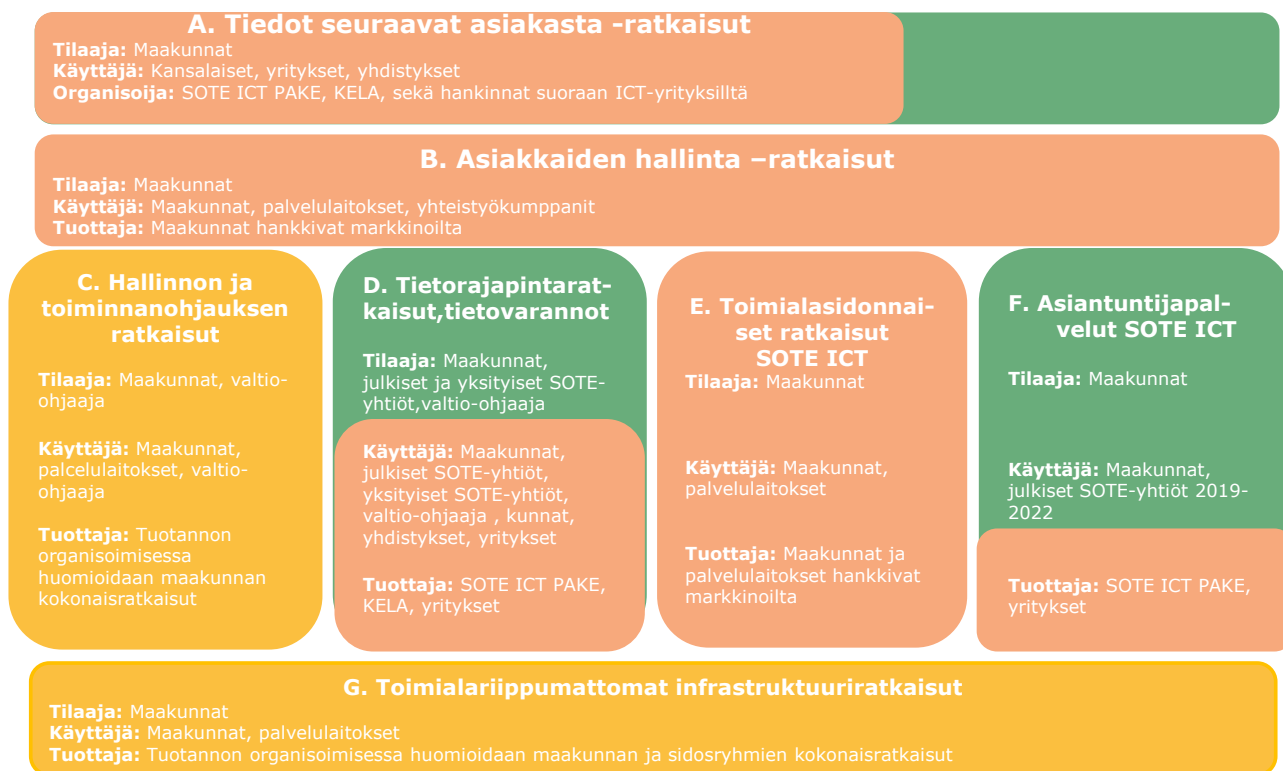 A. Tiedot seuraavat asiakasta –ratkaisut
Tilaaja: Maakunnat
Käyttäjä: Kansalaiset, yritykset, yhdistykset
Organisoija: SOTE ICT PAKE, KELA, sekä hankinnat suoraan ICT-yrityksilltä
B. Asiakkaiden hallinta –ratkaisut
Tilaaja: Maakunnat
Käyttäjä: Maakunnat, palvelulaitokset, yhteistyökumppanit
Tuottaja: Maakunnat hankkivat markkinoilta
C. Hallinnon ja
toiminnanohjauksen
ratkaisut
Tilaaja: Maakunnat, valtio-
ohjaaja
Käyttäjä: Maakunnat,
palcelulaitokset, valtio-
ohjaaja
Tuottaja: Tuotannon
organisoimisessa
huomioidaan maakunnan
kokonaisratkaisut
D. Tietorajapintarat-
kaisut,tietovarannot
Tilaaja: Maakunnat,
julkiset ja yksityiset SOTE-
yhtiöt,valtio-ohjaaja
Käyttäjä: Maakunnat,
julkiset SOTE-yhtiöt,
yksityiset SOTE-yhtiöt,
valtio-ohjaaja , kunnat,
yhdistykset, yritykset
Tuottaja: SOTE ICT PAKE,
KELA, yritykset
E. Toimialasidonnai-
set ratkaisut
SOTE ICT
Tilaaja: Maakunnat
Käyttäjä: Maakunnat,
palvelulaitokset
Tuottaja: Maakunnat ja
palvelulaitokset hankkivat
markkinoilta
F. Asiantuntijapal-
velut SOTE ICT
Tilaaja: Maakunnat
Käyttäjä: Maakunnat,
julkiset SOTE-yhtiöt 2019-
2022
Tuottaja: SOTE ICT PAKE,
yritykset
G. Toimialariippumattomat infrastruktuuriratkaisut
Tilaaja: Maakunnat
Käyttäjä: Maakunnat, palvelulaitokset
Tuottaja: Tuotannon organisoimisessa huomioidaan maakunnan ja sidosryhmien kokonaisratkaisut